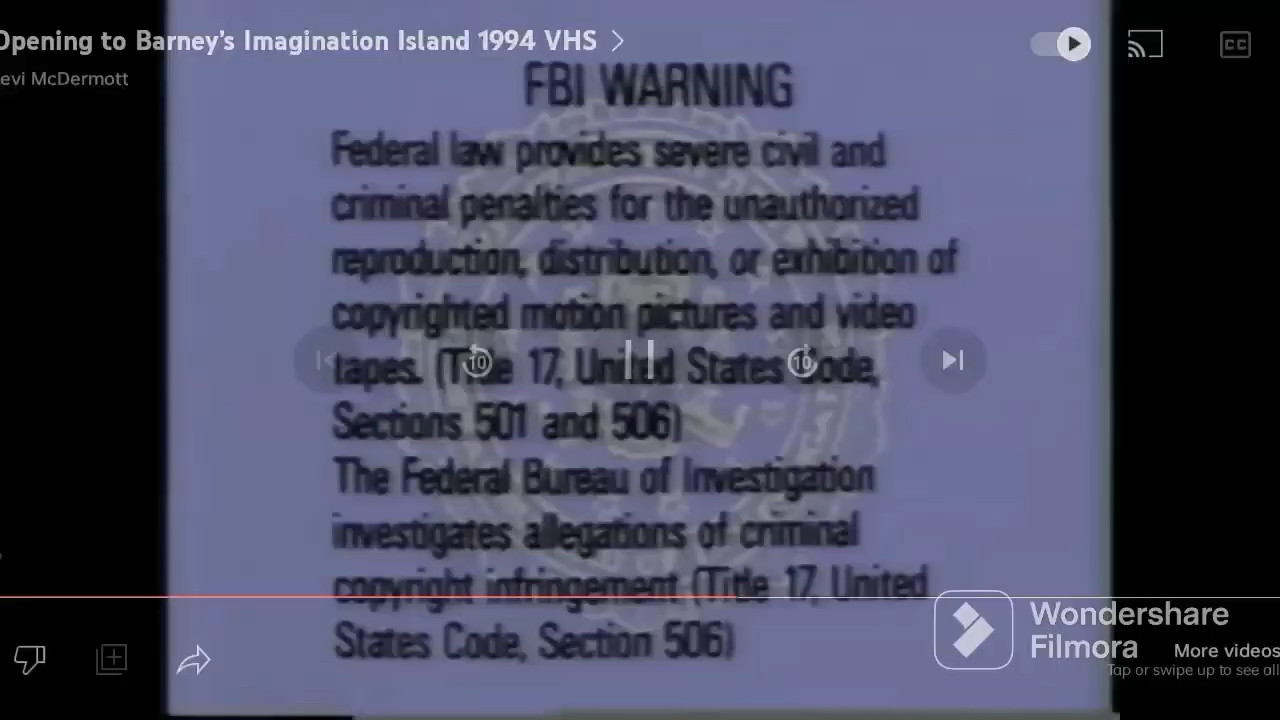 Opening to Barney's Imagination Island 1994 VHS
evi McDermott
CC
FBI WARNING
Federal law provides severe civil and
criminal penalties for the unauthorized
reproduction, distribution, or exhibition of
copyrighted motion pictures and video
tapes. (Title 17, United States Code,
Sections 501 and 506)
The Federal Bureau of Investigation
investigates allegations of criminal
copyright infringement (Title 17, United
States Code, Section 506)
10
10
Wondershare
Filmora
More videos
Tap or swipe up to see all